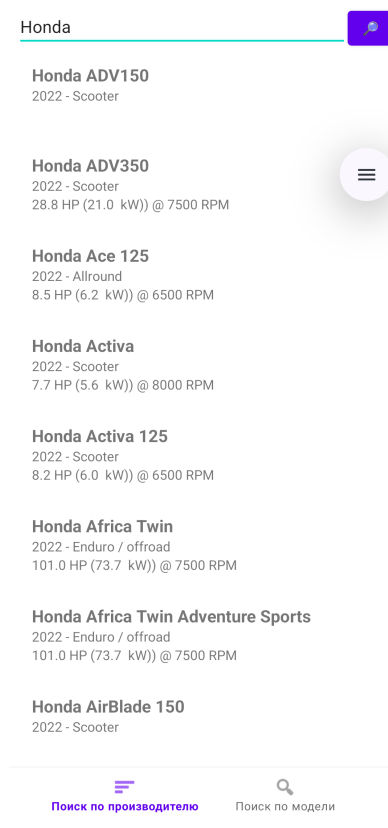 Honda
Honda ADV150
2022 - Scooter
Honda ADV350
2022 - Scooter
28.8 HP (21.0  kW)) @ 7500 RPM
Honda Ace 125
2022 - Allround
8.5 HP (6.2  kW)) @ 6500 RPM
Honda Activa
2022 - Scooter
7.7 HP (5.6  kW)) @ 8000 RPM
Honda Activa 125
2022 - Scooter
8.2 HP (6.0  kW)) @ 6500 RPM
Honda Africa Twin
2022 - Enduro / offroad
101.0 HP (73.7  kW)) @ 7500 RPM
Honda Africa Twin Adventure Sports
2022 - Enduro / offroad
101.0 HP (73.7  kW)) @ 7500 RPM
Honda AirBlade 150
2022 - Scooter
Поиск по производителю
Поиск по модели